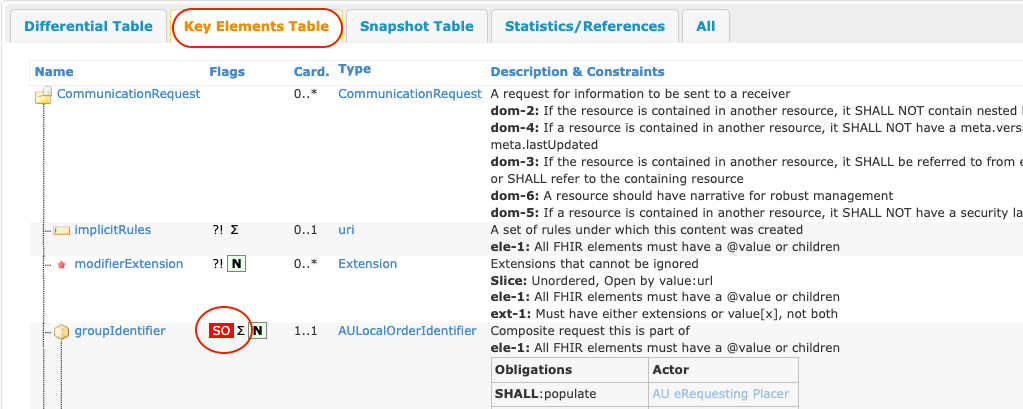 Differential Table Key Elements Table Snapshot Table Statistics/References All
Name Flags Card. Type Description & Constraints
CommunicationRequest 0..* CommunicationRequest A request for information to be sent to a receiver
dom-2: If the resource is contained in another resource, it SHALL NOT contain nested
dom-4: If a resource is contained in another resource, it SHALL NOT have a meta.versi
meta.lastUpdated
dom-3: If the resource is contained in another resource, it SHALL be referred to from e
or SHALL refer to the containing resource
dom-6: A resource should have narrative for robust management
dom-5: If a resource is contained in another resource, it SHALL NOT have a security la
implicitRules ?! Σ 0..1 uri A set of rules under which this content was created
ele-1: All FHIR elements must have a @value or children
modifierExtension ?! N 0..* Extension Extensions that cannot be ignored
Slice: Unordered, Open by value:url
ele-1: All FHIR elements must have a @value or children
ext-1: Must have either extensions or value[x], not both
groupIdentifier SO Σ N 1..1 AULocalOrderIdentifier Composite request this is part of
ele-1: All FHIR elements must have a @value or children
Obligations Actor
SHALL:populate AU eRequesting Placer